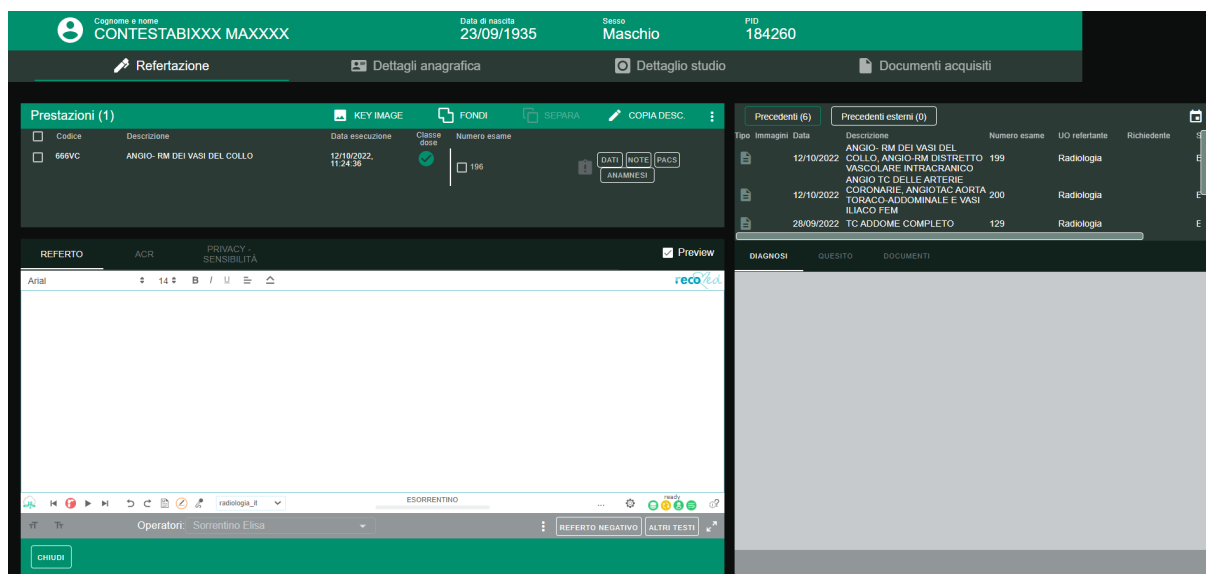 Cognome e nome
CONTESTABIXXX MAXXXX
Data di nascita
23/09/1935
Sesso
Maschio
PID
184260
Refertazione
Dettagli anagrafica
Dettaglio studio
Documenti acquisiti
Prestazioni (1)
KEY IMAGE
FONDI
SEPARA
COPIA DESC.
Codice Descrizione Data esecuzione Classe dose Numero esame
666VC ANGIO- RM DEI VASI DEL COLLO 12/10/2022, 11:24:36 196
DATI NOTE PACS
ANAMNESI
REFERTO
ACR
PRIVACY -
SENSIBILITÀ
Preview
Arial 14 B I U
radiologia_it
ESORRENTINO
...
ready
Operatori: Sorrentino Elisa
REFERTO NEGATIVO
ALTRI TESTI
CHIUDI
Precedenti (6)
Precedenti esterni (0)
Tipo Immagini Data Descrizione Numero esame UO refertante Richiedente S
ANGIO- RM DEI VASI DEL
12/10/2022 COLLO, ANGIO-RM DISTRETTO 199 Radiologia E
VASCOLARE INTRACRANICO
ANGIO TC DELLE ARTERIE
12/10/2022 CORONARIE, ANGIOTAC AORTA 200 Radiologia E
TORACO-ADDOMINALE E VASI
ILIACO FEM
28/09/2022 TC ADDOME COMPLETO 129 Radiologia E
DIAGNOSI
QUESITO
DOCUMENTI